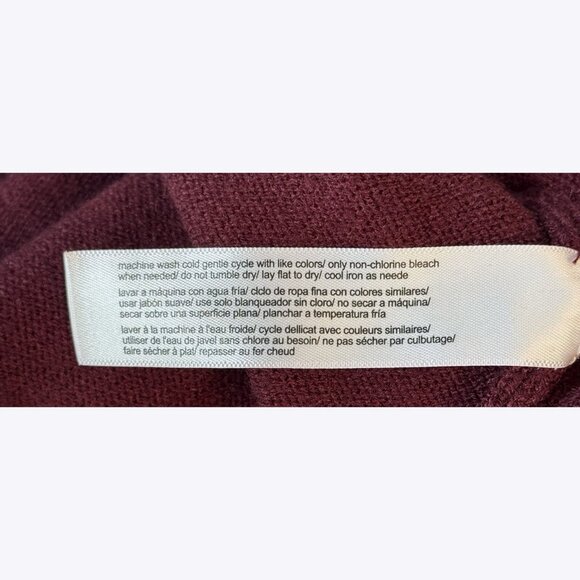 machine wash cold gentle cycle with like colors/ only non-chlorine bleach
when needed/ do not tumble dry/ lay flat to dry/ cool iron as neede
lavar a máquina con agua fría/ clclo de ropa fina con colores similares/
usar jabón suave/ use solo blanqueador sin cloro/ no secar a máquina/
secar sobre una superficie plana/ planchar a temperatura fría
laver à la machine à l'eau froide/ cycle dellicat avec couleurs similaires/
utiliser de l'eau de javel sans chlore au besoin/ ne pas sécher par culbutage/
faire sécher à plat/ repasser au fer cheud